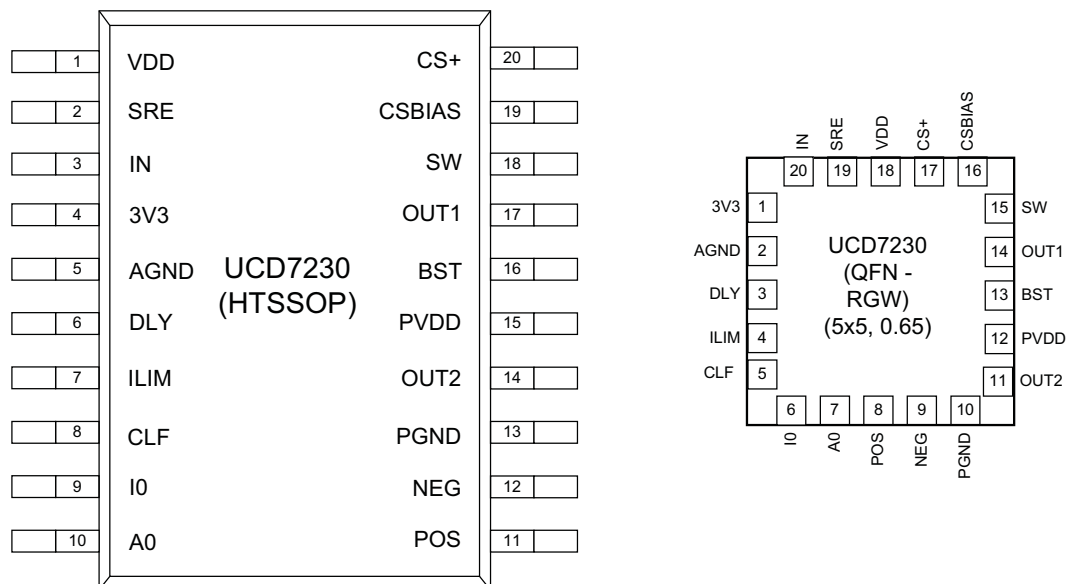 1 VDD CS+ 20
2 SRE CSBIAS 19
3 IN SW 18
4 3V3 OUT1 17
5 AGND BST 16
6 DLY PVDD 15
7 ILIM OUT2 14
8 CLF PGND 13
9 I0 NEG 12
10 A0 POS 11
UCD7230
(HTSSOP)
IN SRE VDD CS+ CSBIAS
20 19 18 17 16
3V3 1 15 SW
AGND 2 14 OUT1
DLY 3 13 BST
ILIM 4 12 PVDD
CLF 5 11 OUT2
UCD7230
(QFN -
RGW)
(5x5, 0.65)
6 7 8 9 10
I0 A0 POS NEG PGND